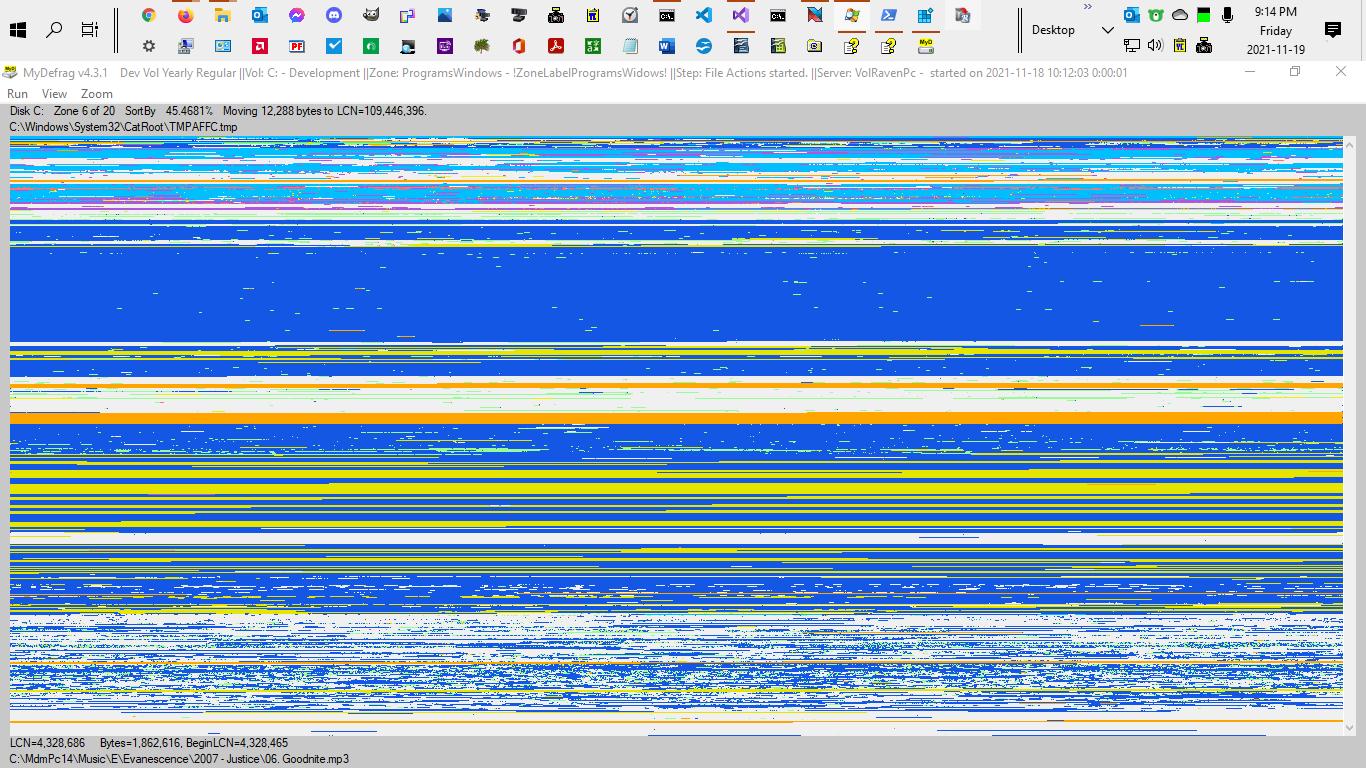 9:14 PM
Desktop
Friday
2021-11-19
MyDefrag v4.3.1 Dev Vol Yearly Regular ||Vol: C: - Development ||Zone: ProgramsWindows - !ZoneLabelProgramsWidows! ||Step: File Actions started. ||Server: VolRavenPc - started on 2021-11-18 10:12:03 0:00:01
Run View Zoom
Disk C: Zone 6 of 20 SortBy 45.4681% Moving 12,288 bytes to LCN=109,446,396.
C:\Windows\System32\CatRoot\TMPAFFC.tmp
LCN=4,328,686 Bytes=1,862,616, BeginLCN=4,328,465
C:\MdmPc14\Music\E\Evanescence\2007 - Justice\06. Goodnite.mp3